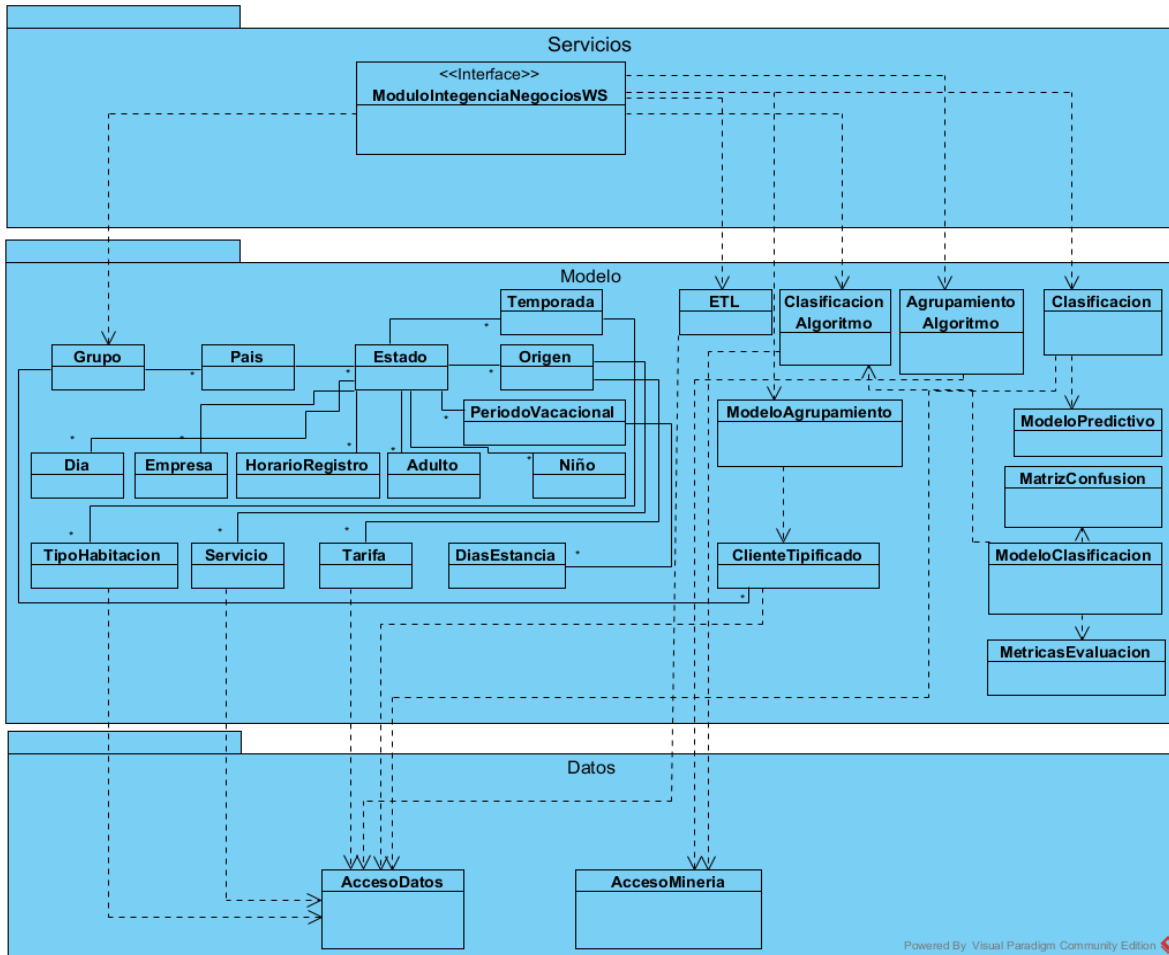 Servicios
<<Interface>>
ModuloIntegenciaNegociosWS
Modelo
Temporada
ETL
Clasificacion
Algoritmo
Agrupamiento
Algoritmo
Clasificacion
*
Grupo
Pais
Estado
Origen
*
*
*
PeriodoVacacional
ModeloAgrupamiento
ModeloPredictivo
*
*
*
*
*
*
Dia
Empresa
HorarioRegistro
Adulto
Niño
MatrizConfusion
*
*
*
*
TipoHabitacion
Servicio
Tarifa
DiasEstancia
ClienteTipificado
ModeloClasificacion
*
MetricasEvaluacion
Datos
AccesoDatos
AccesoMineria
Powered By Visual Paradigm Community Edition